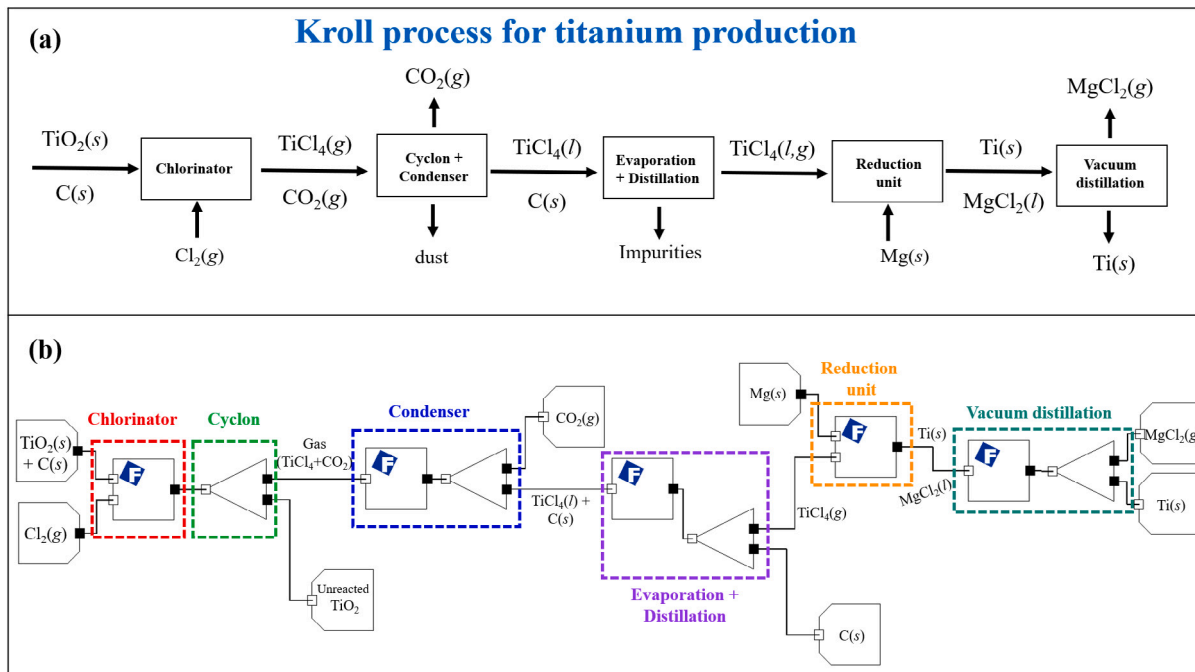 (a)
Kroll process for titanium production
CO₂(g)
MgCl₂(g)
TiO₂(s)
C(s)
Chlorinator
Cl₂(g)
TiCl₄(g)
CO₂(g)
Cyclon +
Condenser
dust
TiCl₄(l)
C(s)
Evaporation
+ Distillation
Impurities
TiCl₄(l,g)
Reduction
unit
Mg(s)
Ti(s)
MgCl₂(l)
Vacuum
distillation
Ti(s)
(b)
Chlorinator
TiO₂(s)
+ C(s)
Cl₂(g)
F
Cyclon
Unreacted
TiO₂
Gas
(TiCl₄+CO₂)
Condenser
F
CO₂(g)
TiCl₄(l) +
C(s)
F
Evaporation +
Distillation
TiCl₄(g)
C(s)
Mg(s)
Reduction
unit
F
Ti(s)
MgCl₂(l)
Vacuum distillation
F
MgCl₂(g
Ti(s)